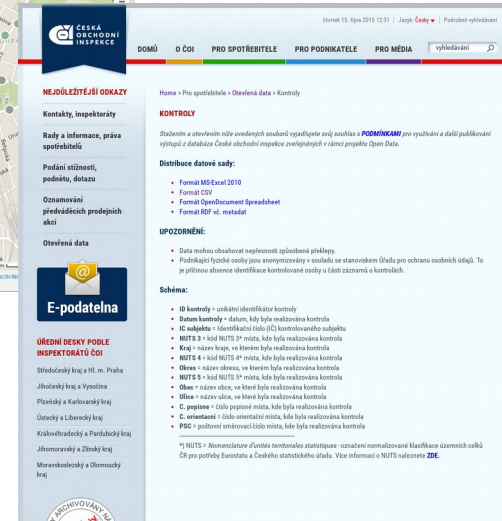 čtvrtek 15. října 2015 12:31 | Jazyk: Česky | Podrobné vyhledávání
ČESKÁ
OBCHODNÍ
INSPEKCE
DOMŮ O ČOI PRO SPOTŘEBITELE PRO PODNIKATELE PRO MÉDIA vyhledávání
NEJDŮLEŽITĚJŠÍ ODKAZY
Kontakty, inspektoráty
Rady a informace, práva
spotřebitelů
Podání stížnosti,
podnětu, dotazu
Oznamování
předváděcích prodejních
akcí
Otevřená data
E-podatelna
ÚŘEDNÍ DESKY PODLE
INSPEKTORÁTŮ ČOI
Středočeský kraj a Hl. m. Praha
Jihočeský kraj a Vysočina
Plzeňský a Karlovarský kraj
Ústecký a Liberecký kraj
Královéhradecký a Pardubický kraj
Jihomoravský a Zlínský kraj
Moravskoslezský a Olomoucký
kraj
Home » Pro spotřebitele » Otevřená data » Kontroly
KONTROLY
Stažením a otevřením níže uvedených souborů vyjadřujete svůj souhlas s PODMÍNKAMI pro využívání a další publikování
výstupů z databáze České obchodní inspekce zveřejněných v rámci projektu Open Data.
Distribuce datové sady:
• Formát MS-Excel 2010
• Formát CSV
• Formát OpenDocument Spreadsheet
• Formát RDF vč. metadat
UPOZORNĚNÍ:
• Data mohou obsahovat nepřesnosti způsobené překlepy.
• Podnikající fyzické osoby jsou anonymizovány v souladu se stanoviskem Úřadu pro ochranu osobních údajů. To
je příčinou absence identifikace kontrolované osoby u části záznamů o kontrolách.
Schéma:
• ID kontroly = unikátní identifikátor kontroly
• Datum kontroly = datum, kdy byla realizována kontrola
• IC subjektu = Identifikační číslo (IČ) kontrolovaného subjektu
• NUTS 3 = kód NUTS 3* místa, kde byla realizována kontrola
• Kraj = název kraje, ve kterém byla realizována kontrola
• NUTS 4 = kód NUTS 4* místa, kde byla realizována kontrola
• Okres = název okresu, ve kterém byla realizována kontrola
• NUTS 5 = kód NUTS 5* místa, kde byla realizována kontrola
• Obec = název obce, ve které byla realizována kontrola
• Ulice = název ulice, ve které byla realizována kontrola
• C. popisne = číslo popisné místa, kde byla realizována kontrola
• C. orientacni = číslo orientační místa, kde byla realizována kontrola
• PSC = poštovní směrovací číslo místa, kde byla realizována kontrola
*) NUTS = Nomenclature d'unités territoriales statistiques - označení normalizované klasifikace územních celků
ČR pro potřeby Eurostatu a Českého statistického úřadu. Více informací o NUTS naleznete ZDE.